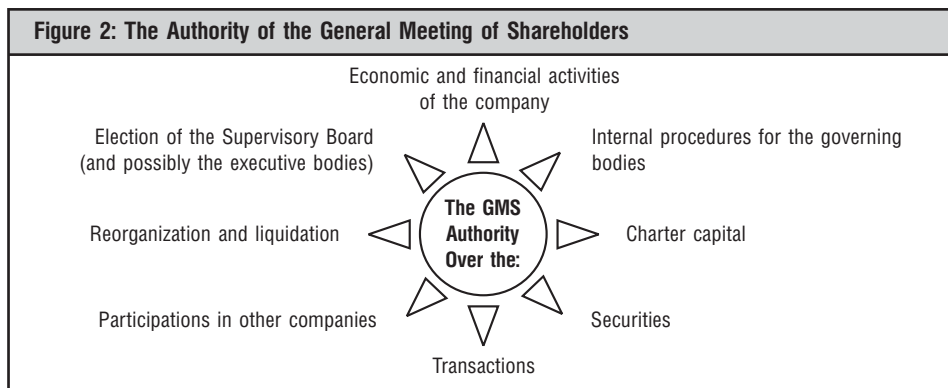 Figure 2: The Authority of the General Meeting of Shareholders
Economic and financial activities
of the company
Election of the Supervisory Board
(and possibly the executive bodies)
Internal procedures for the governing
bodies
The GMS
Authority
Over the:
Reorganization and liquidation
Charter capital
Participations in other companies
Securities
Transactions